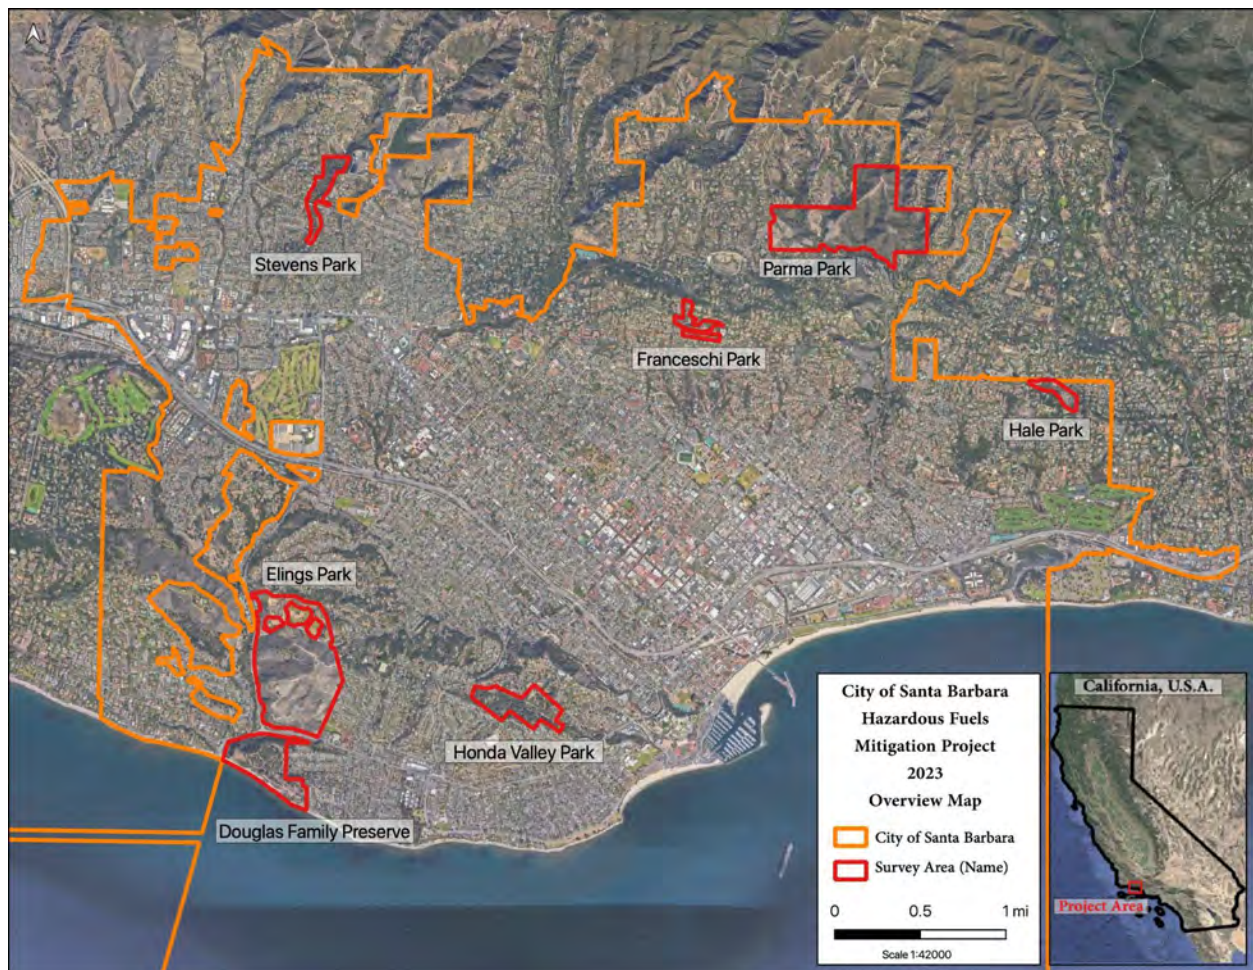 Stevens Park
Parma Park
Franceschi Park
Hale Park
Elings Park
Honda Valley Park
Douglas Family Preserve
City of Santa Barbara
Hazardous Fuels
Mitigation Project
2023
Overview Map
City of Santa Barbara
Survey Area (Name)
0 0.5 1 mi
Scale 1:42000
California, U.S.A.
Project Area